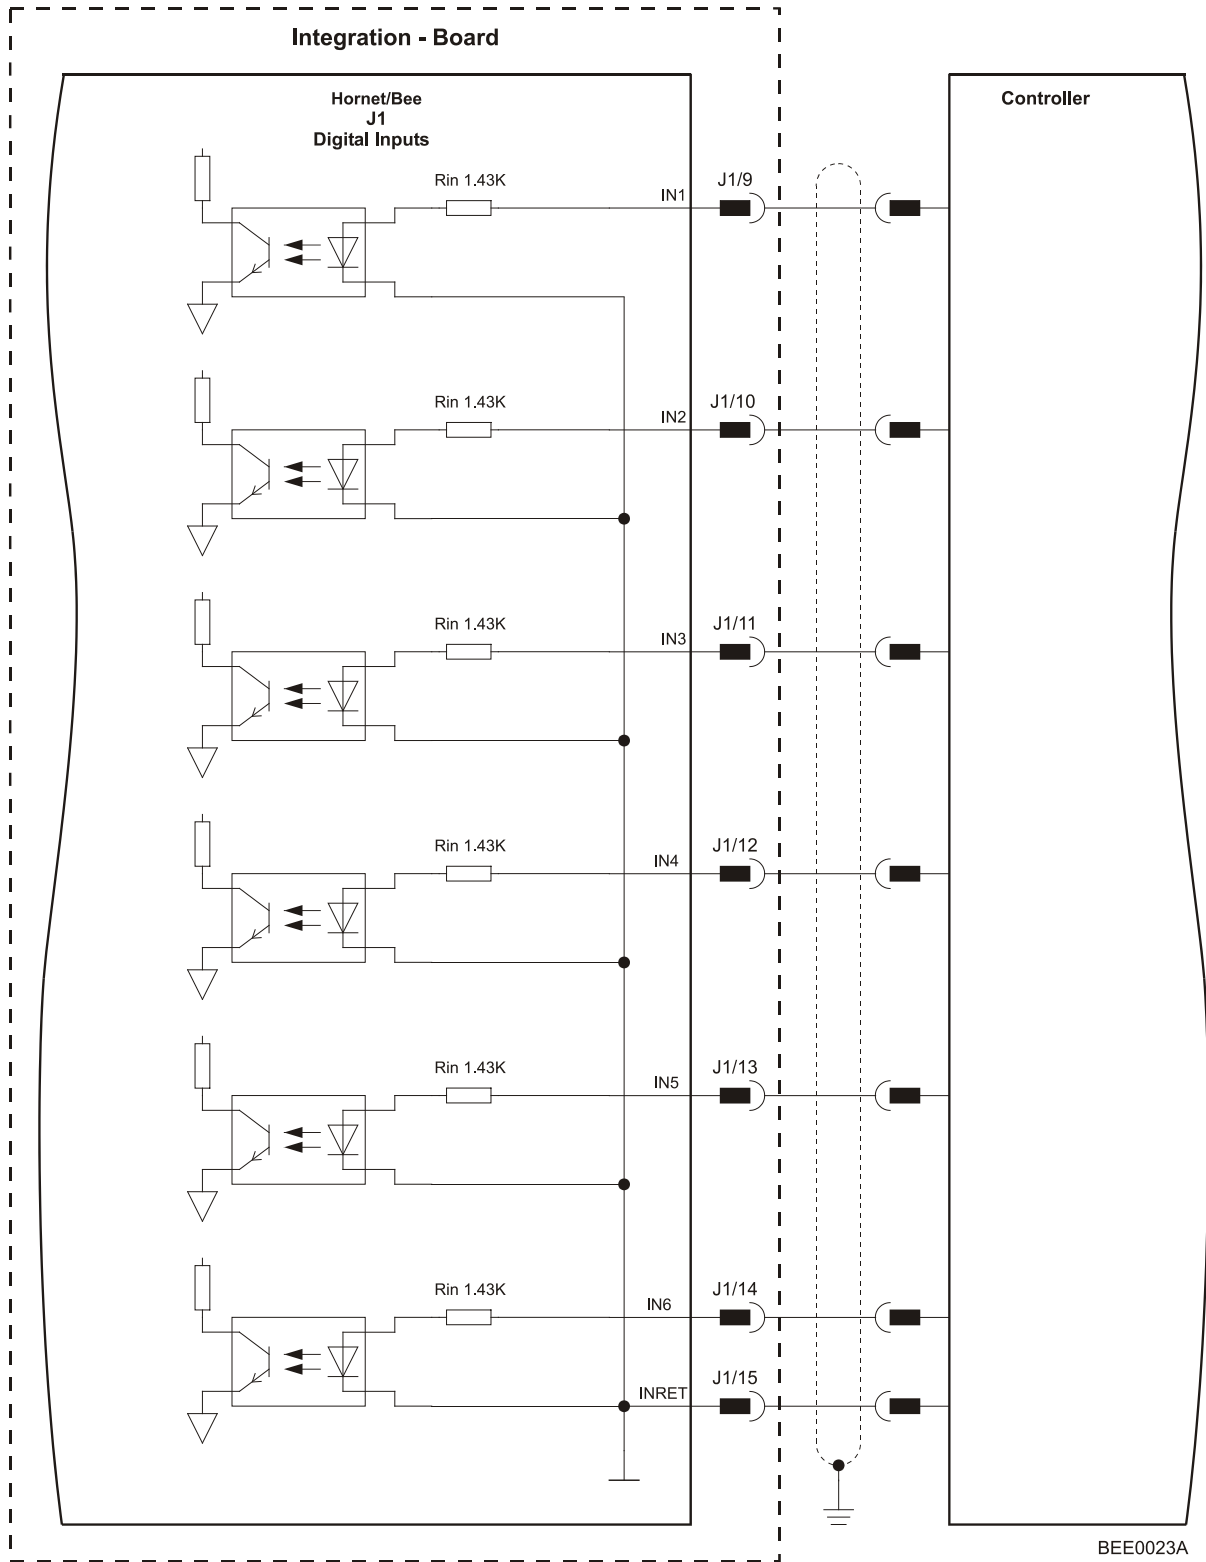 Integration - Board
Hornet/Bee
J1
Digital Inputs
Controller
Rin 1.43K
IN1
J1/9
Rin 1.43K
IN2
J1/10
Rin 1.43K
IN3
J1/11
Rin 1.43K
IN4
J1/12
Rin 1.43K
IN5
J1/13
Rin 1.43K
IN6
J1/14
INRET
J1/15
BEE0023A